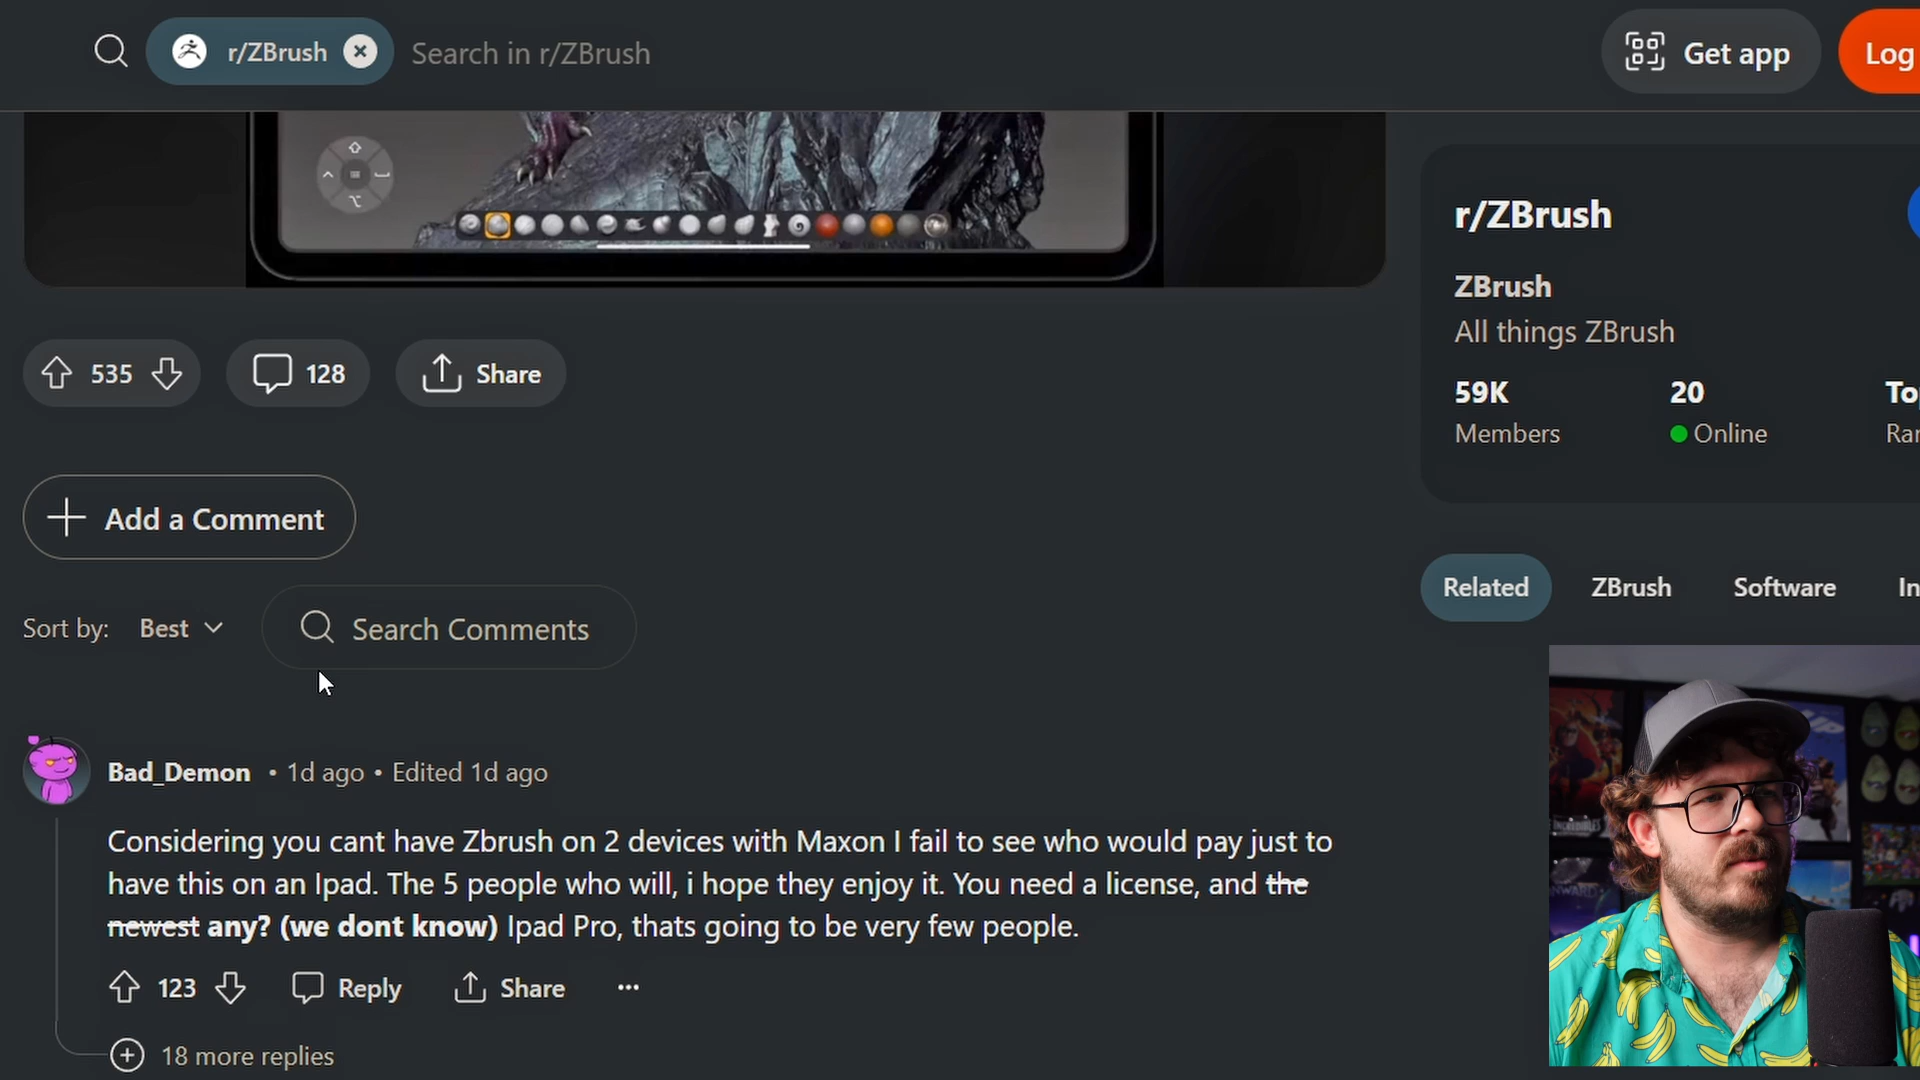 r/ZBrush
Search in r/ZBrush
Get app
Log
r/ZBrush
ZBrush
All things ZBrush
59K
20
Members
Online
535
128
Share
Add a Comment
Related
ZBrush
Software
Sort by:
Best
Search Comments
Bad_Demon • 1d ago • Edited 1d ago
Considering you cant have Zbrush on 2 devices with Maxon I fail to see who would pay just to
have this on an Ipad. The 5 people who will, i hope they enjoy it. You need a license, and the
newest any? (we dont know) Ipad Pro, thats going to be very few people.
123
Reply
Share
18 more replies